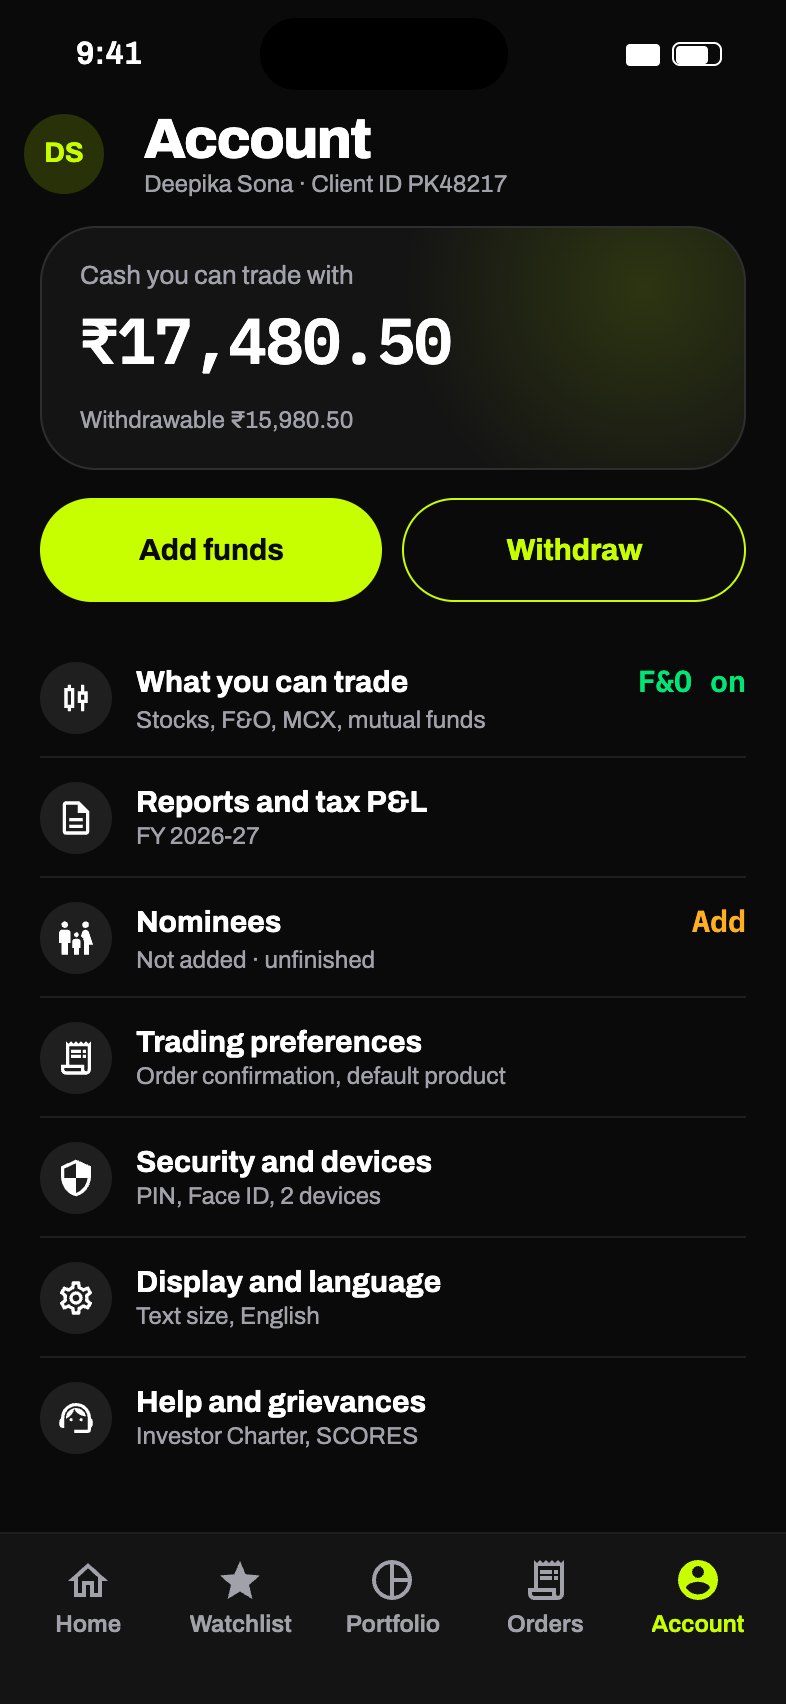 9:41
DS
Account
Deepika Sona · Client ID PK48217
Cash you can trade with
₹17,480.50
Withdrawable ₹15,980.50
Add funds
Withdraw
What you can trade
F&O on
Stocks, F&O, MCX, mutual funds
Reports and tax P&L
FY 2026-27
Nominees
Add
Not added · unfinished
Trading preferences
Order confirmation, default product
Security and devices
PIN, Face ID, 2 devices
Display and language
Text size, English
Help and grievances
Investor Charter, SCORES
Home
Watchlist
Portfolio
Orders
Account